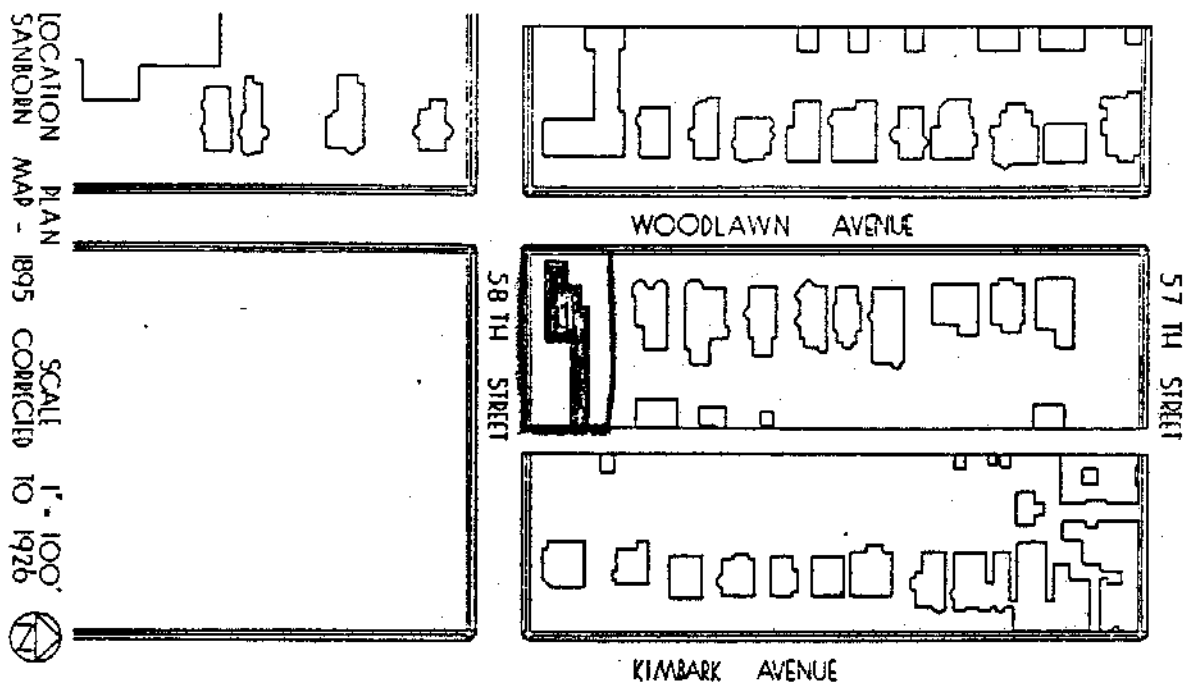 LOCATION PLAN SCALE 1" = 100'
SANBORN MAP - 1895 CORRECTED TO 1926
WOODLAWN AVENUE
58 TH STREET
57 TH STREET
KIMBARK AVENUE
N